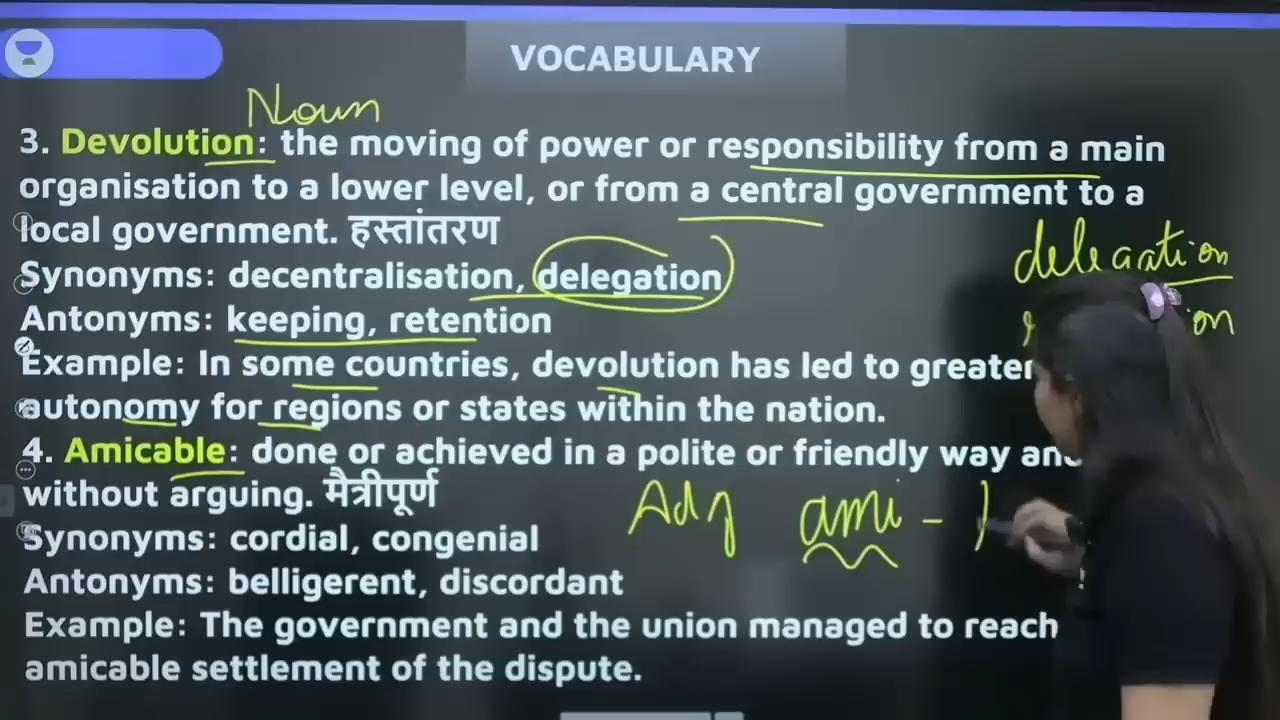 VOCABULARY
Noun
3. Devolution: the moving of power or responsibility from a main
organisation to a lower level, or from a central government to a
local government. हस्तांतरण
Synonyms: decentralisation, delegation
delegation
Antonyms: keeping, retention
on
Example: In some countries, devolution has led to greater
autonomy for regions or states within the nation.
4. Amicable: done or achieved in a polite or friendly way and
without arguing. मैत्रीपूर्ण
Adj ami -
Synonyms: cordial, congenial
Antonyms: belligerent, discordant
Example: The government and the union managed to reach
amicable settlement of the dispute.